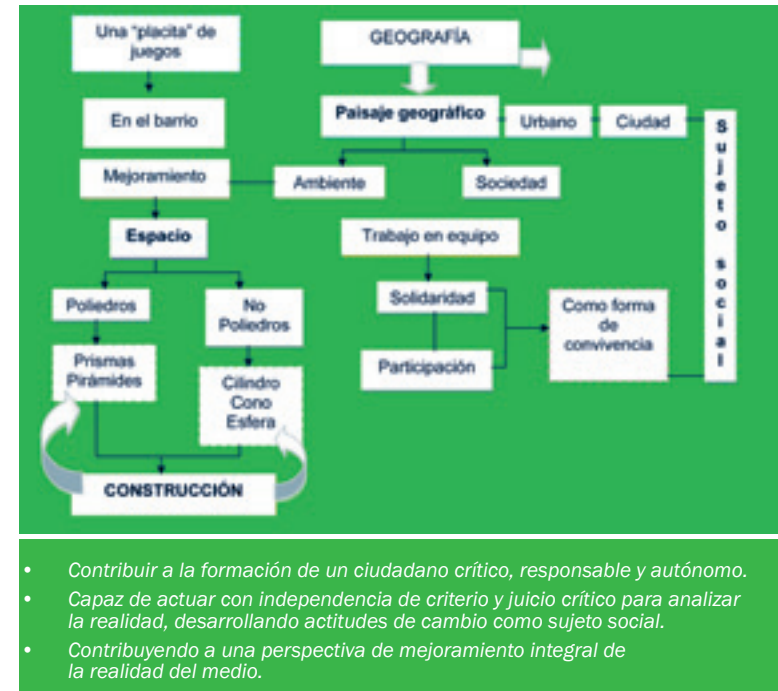 Una "placita" de
juegos
En el barrio
Mejoramiento
Espacio
Poliedros
No
Poliedros
Prismas
Pirámides
Cilindro
Cono
Esfera
CONSTRUCCIÓN
GEOGRAFÍA
Paisaje geográfico
Urbano
Ciudad
Ambiente
Sociedad
Trabajo en equipo
Solidaridad
Participación
Como forma
de
convivencia
Sujeto social
• Contribuir a la formación de un ciudadano crítico, responsable y autónomo.
• Capaz de actuar con independencia de criterio y juicio crítico para analizar
la realidad, desarrollando actitudes de cambio como sujeto social.
• Contribuyendo a una perspectiva de mejoramiento integral de
la realidad del medio.